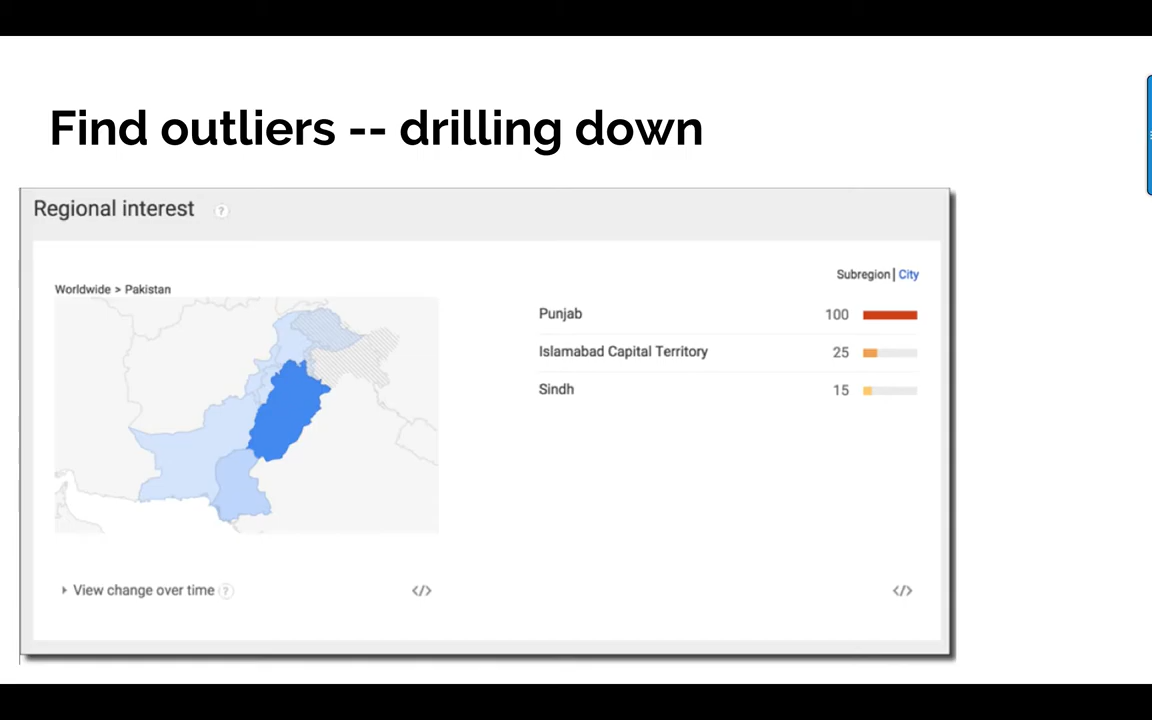 Find outliers -- drilling down
Regional interest ?
Subregion | City
Worldwide > Pakistan
Punjab 100
Islamabad Capital Territory 25
Sindh 15
View change over time ? </> </>